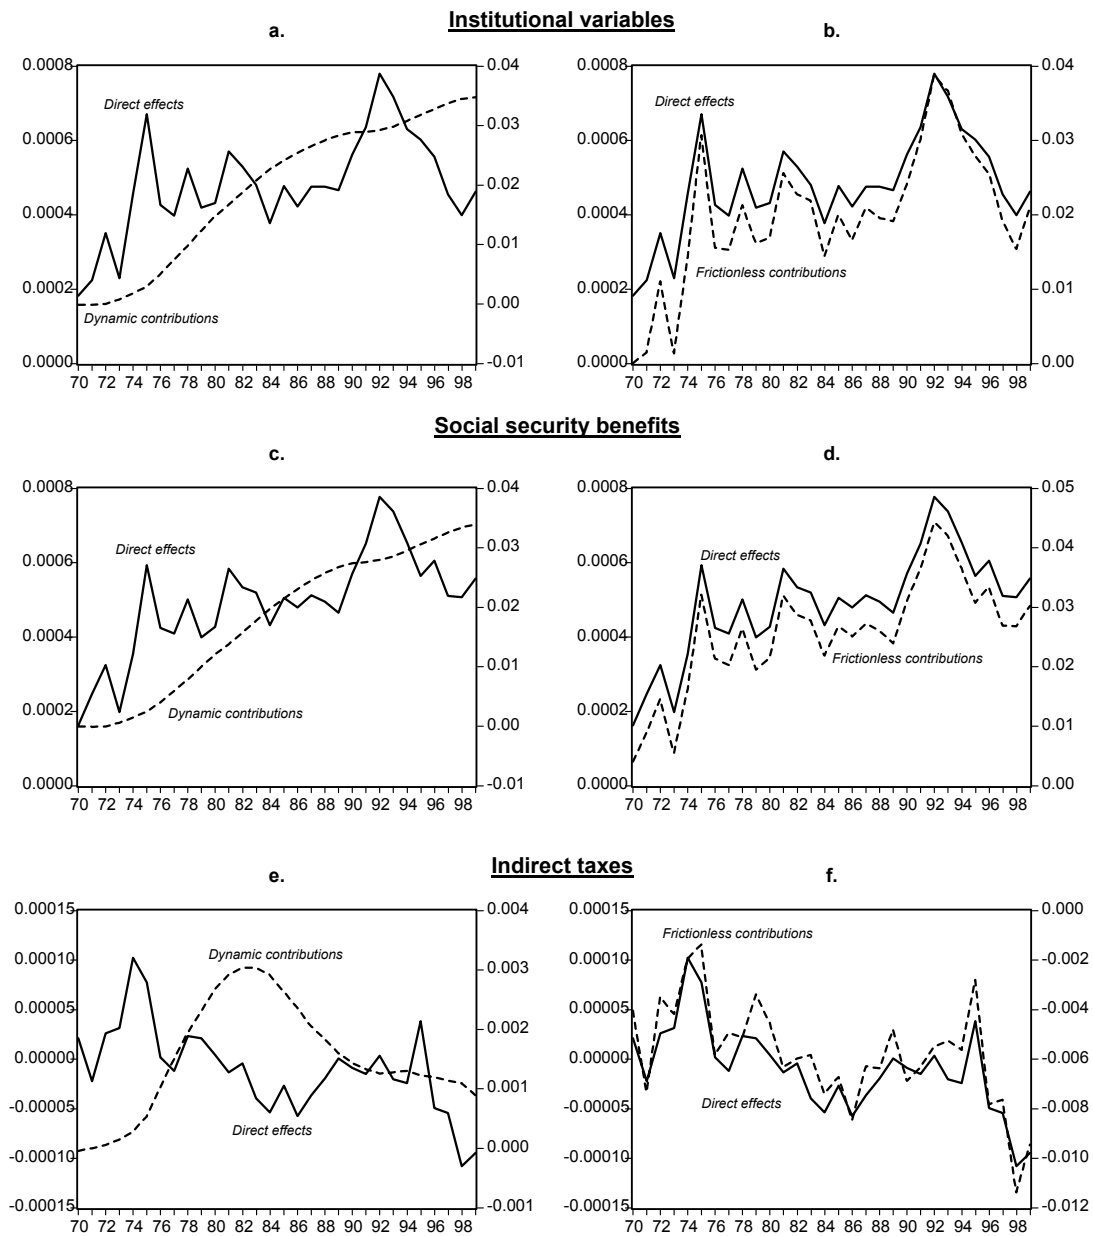 Institutional variables
a.
b.
0.0008
0.0006
0.0004
0.0002
0.0000
0.04
0.03
0.02
0.01
0.00
-0.01
Direct effects
Dynamic contributions
70 72 74 76 78 80 82 84 86 88 90 92 94 96 98
0.0008
0.0006
0.0004
0.0002
0.0000
0.04
0.03
0.02
0.01
0.00
Direct effects
Frictionless contributions
70 72 74 76 78 80 82 84 86 88 90 92 94 96 98
Social security benefits
c.
d.
0.0008
0.0006
0.0004
0.0002
0.0000
0.04
0.03
0.02
0.01
0.00
-0.01
Direct effects
Dynamic contributions
70 72 74 76 78 80 82 84 86 88 90 92 94 96 98
0.0008
0.0006
0.0004
0.0002
0.0000
0.05
0.04
0.03
0.02
0.01
0.00
Direct effects
Frictionless contributions
70 72 74 76 78 80 82 84 86 88 90 92 94 96 98
Indirect taxes
e.
f.
0.00015
0.00010
0.00005
0.00000
-0.00005
-0.00010
-0.00015
0.004
0.003
0.002
0.001
0.000
-0.001
Dynamic contributions
Direct effects
70 72 74 76 78 80 82 84 86 88 90 92 94 96 98
0.00015
0.00010
0.00005
0.00000
-0.00005
-0.00010
-0.00015
0.000
-0.002
-0.004
-0.006
-0.008
-0.010
-0.012
Frictionless contributions
Direct effects
70 72 74 76 78 80 82 84 86 88 90 92 94 96 98